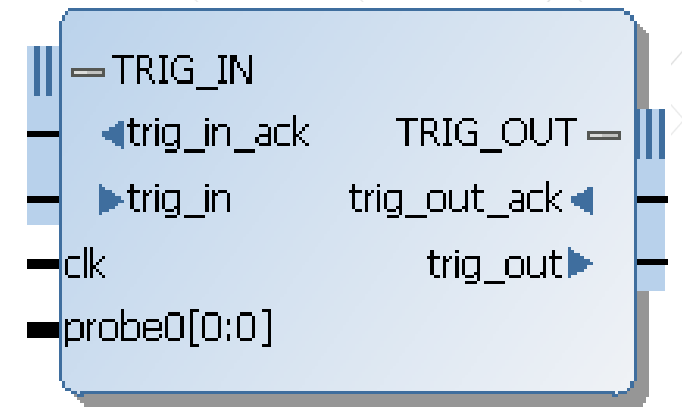 TRIG_IN
trig_in_ack
trig_in
clk
probe0[0:0]
TRIG_OUT
trig_out_ack
trig_out